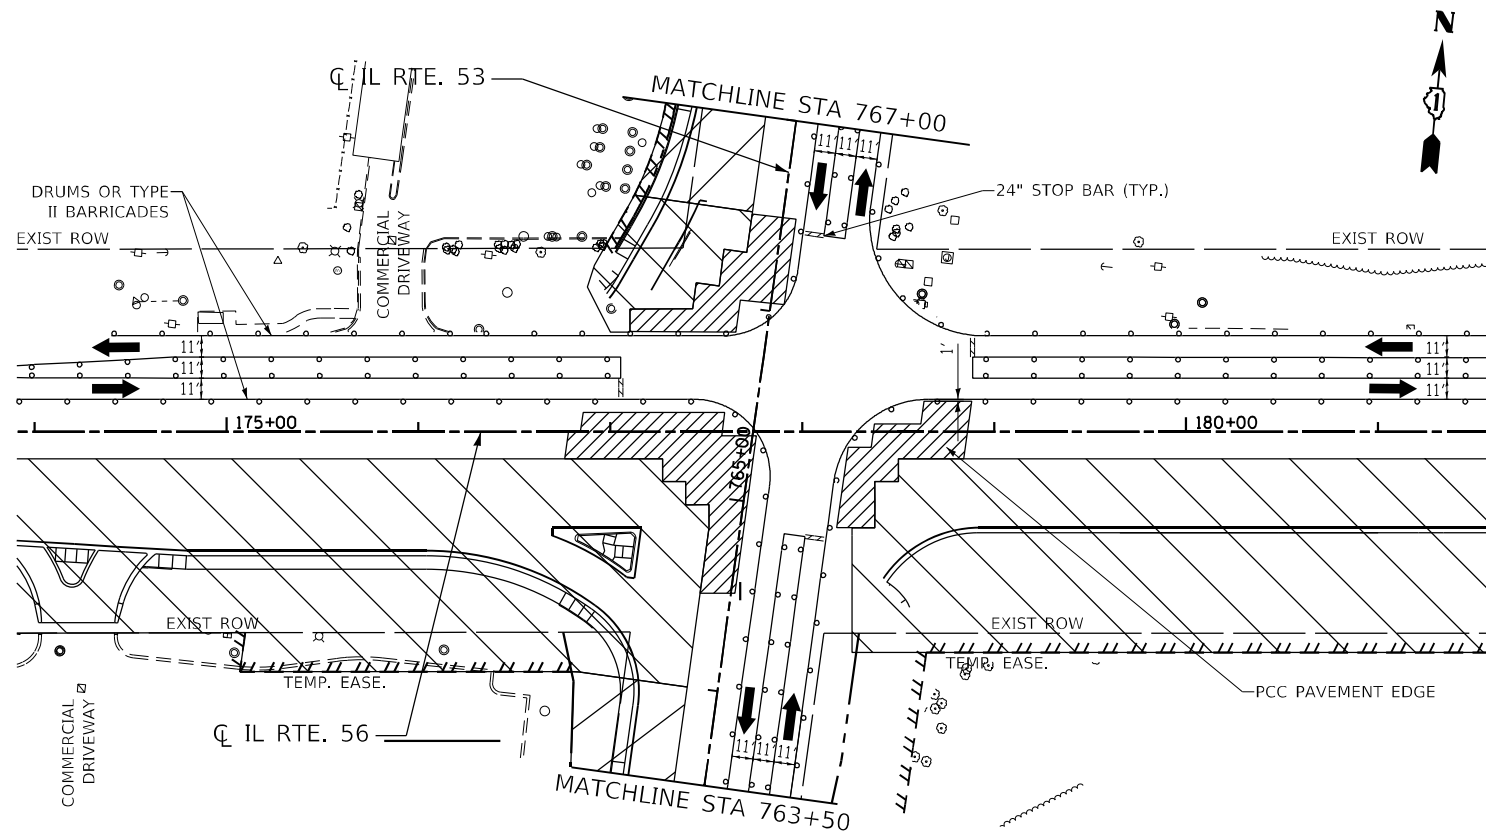 N
1
℄ IL RTE. 53
MATCHLINE STA 767+00
11' 11' 11'
DRUMS OR TYPE
II BARRICADES
24" STOP BAR (TYP.)
EXIST ROW
COMMERCIAL
DRIVEWAY
EXIST ROW
11'
11'
11'
1'
11'
11'
11'
175+00
180+00
765+00
EXIST ROW
EXIST ROW
TEMP. EASE.
TEMP. EASE.
PCC PAVEMENT EDGE
COMMERCIAL
DRIVEWAY
℄ IL RTE. 56
11' 11' 11'
MATCHLINE STA 763+50